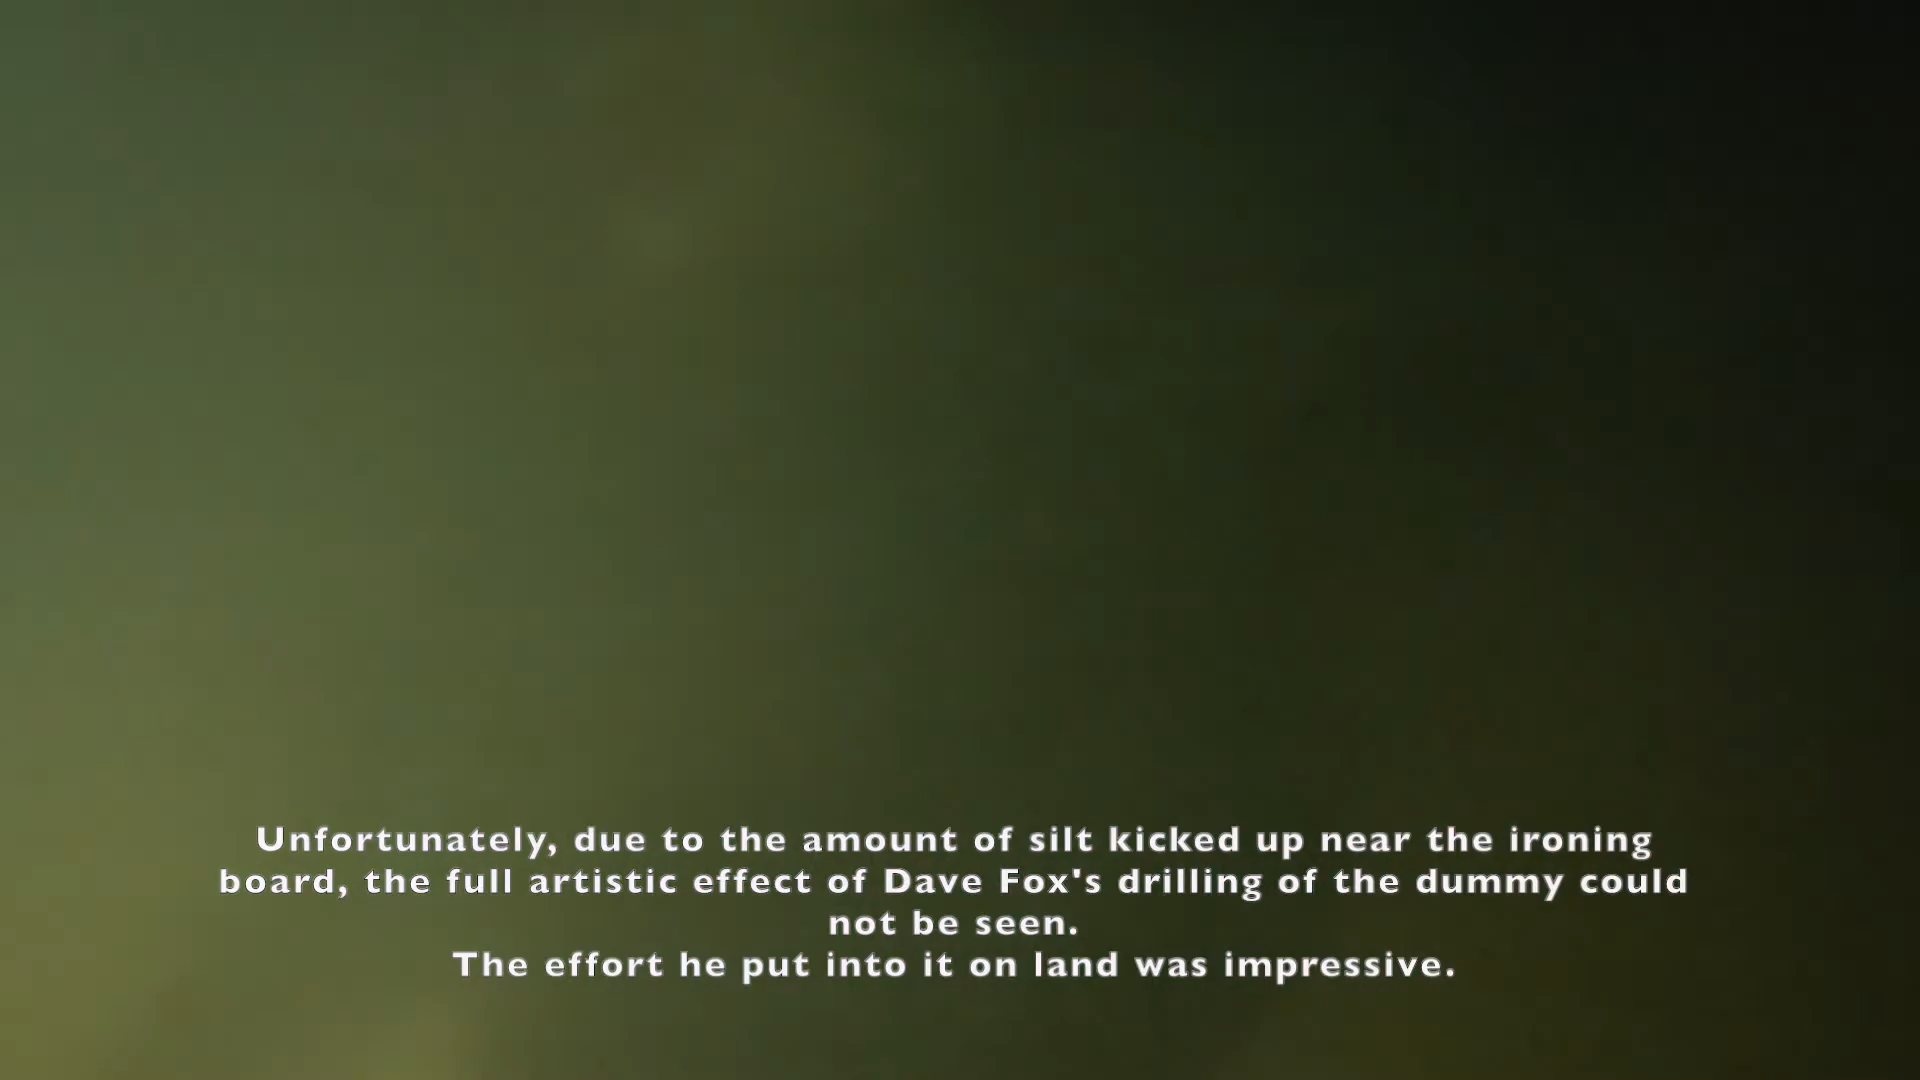 Unfortunately, due to the amount of silt kicked up near the ironing
board, the full artistic effect of Dave Fox's drilling of the dummy could
not be seen.
The effort he put into it on land was impressive.